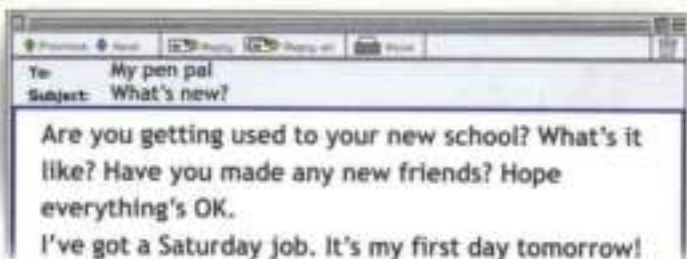 Previous Next Reply Reply all Print
To: My pen pal
Subject: What's new?
Are you getting used to your new school? What's it
like? Have you made any new friends? Hope
everything's OK.
I've got a Saturday job. It's my first day tomorrow!